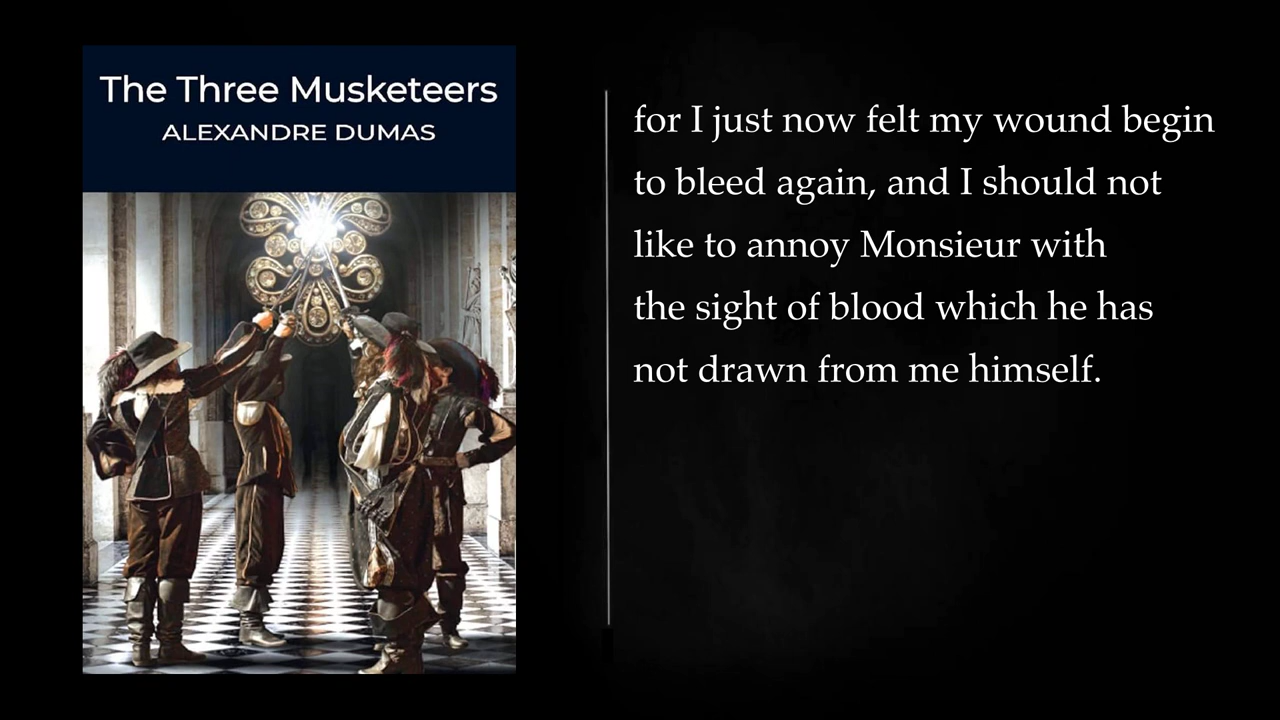 The Three Musketeers
ALEXANDRE DUMAS
for I just now felt my wound begin
to bleed again, and I should not
like to annoy Monsieur with
the sight of blood which he has
not drawn from me himself.